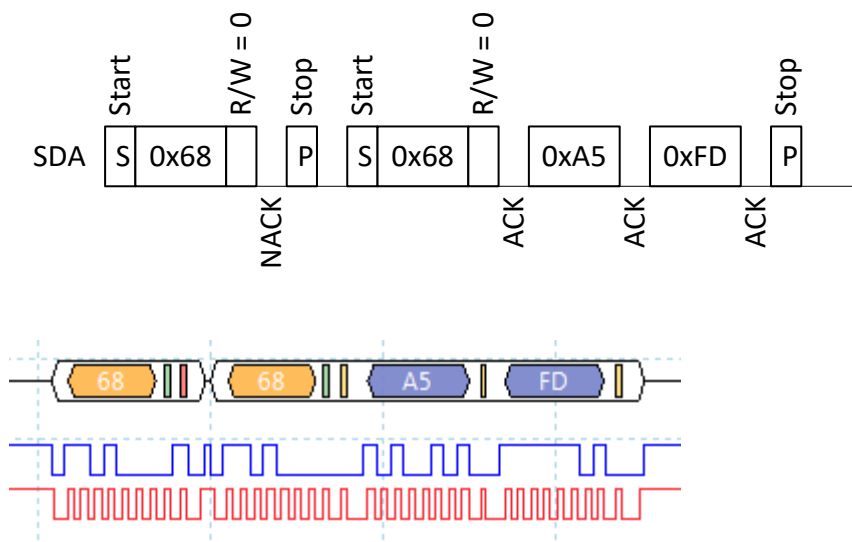 Start R/W = 0 Stop Start R/W = 0 Stop
SDA S 0x68 P S 0x68 0xA5 0xFD P
NACK ACK ACK ACK
68 68 A5 FD